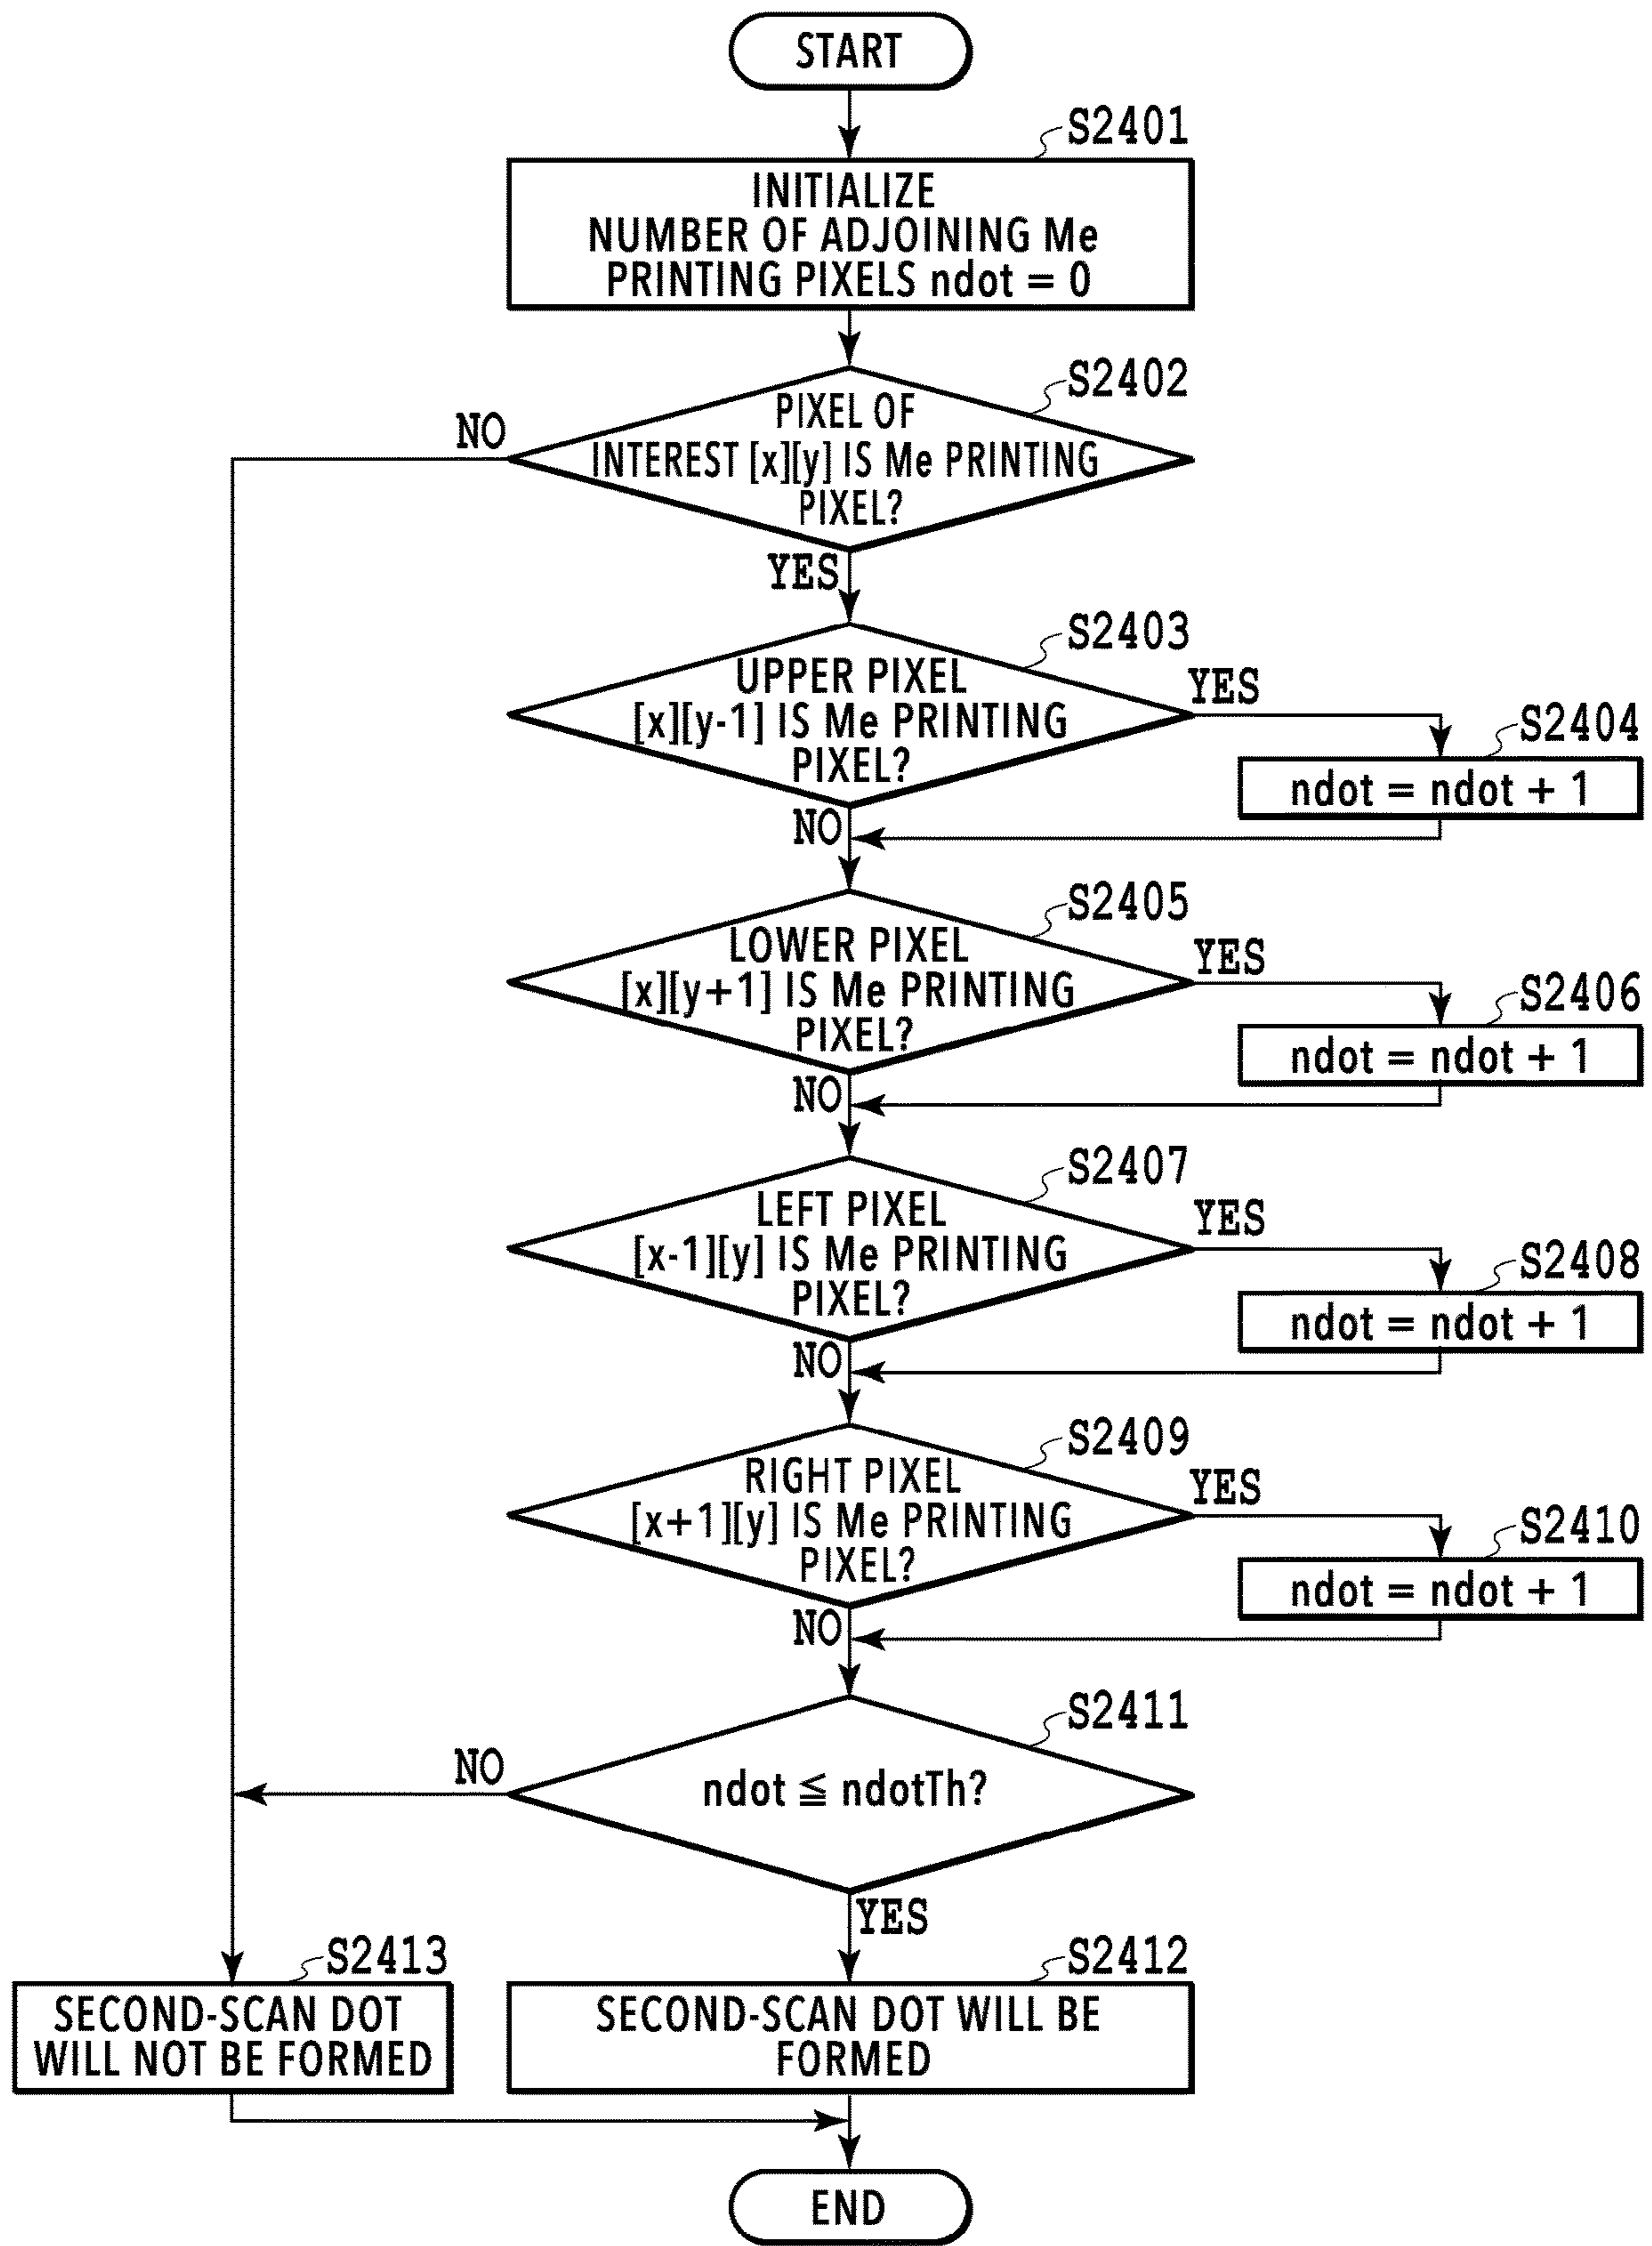 START
S2401
INITIALIZE
NUMBER OF ADJOINING Me
PRINTING PIXELS ndot = 0
S2402
PIXEL OF
INTEREST [x][y] IS Me PRINTING
PIXEL?
NO
YES
S2403
UPPER PIXEL
[x][y-1] IS Me PRINTING
PIXEL?
YES
S2404
ndot = ndot + 1
NO
S2405
LOWER PIXEL
[x][y+1] IS Me PRINTING
PIXEL?
YES
S2406
ndot = ndot + 1
NO
S2407
LEFT PIXEL
[x-1][y] IS Me PRINTING
PIXEL?
YES
S2408
ndot = ndot + 1
NO
S2409
RIGHT PIXEL
[x+1][y] IS Me PRINTING
PIXEL?
YES
S2410
ndot = ndot + 1
NO
S2411
ndot ≦ ndotTh?
NO
YES
S2413
SECOND-SCAN DOT
WILL NOT BE FORMED
S2412
SECOND-SCAN DOT WILL BE
FORMED
END